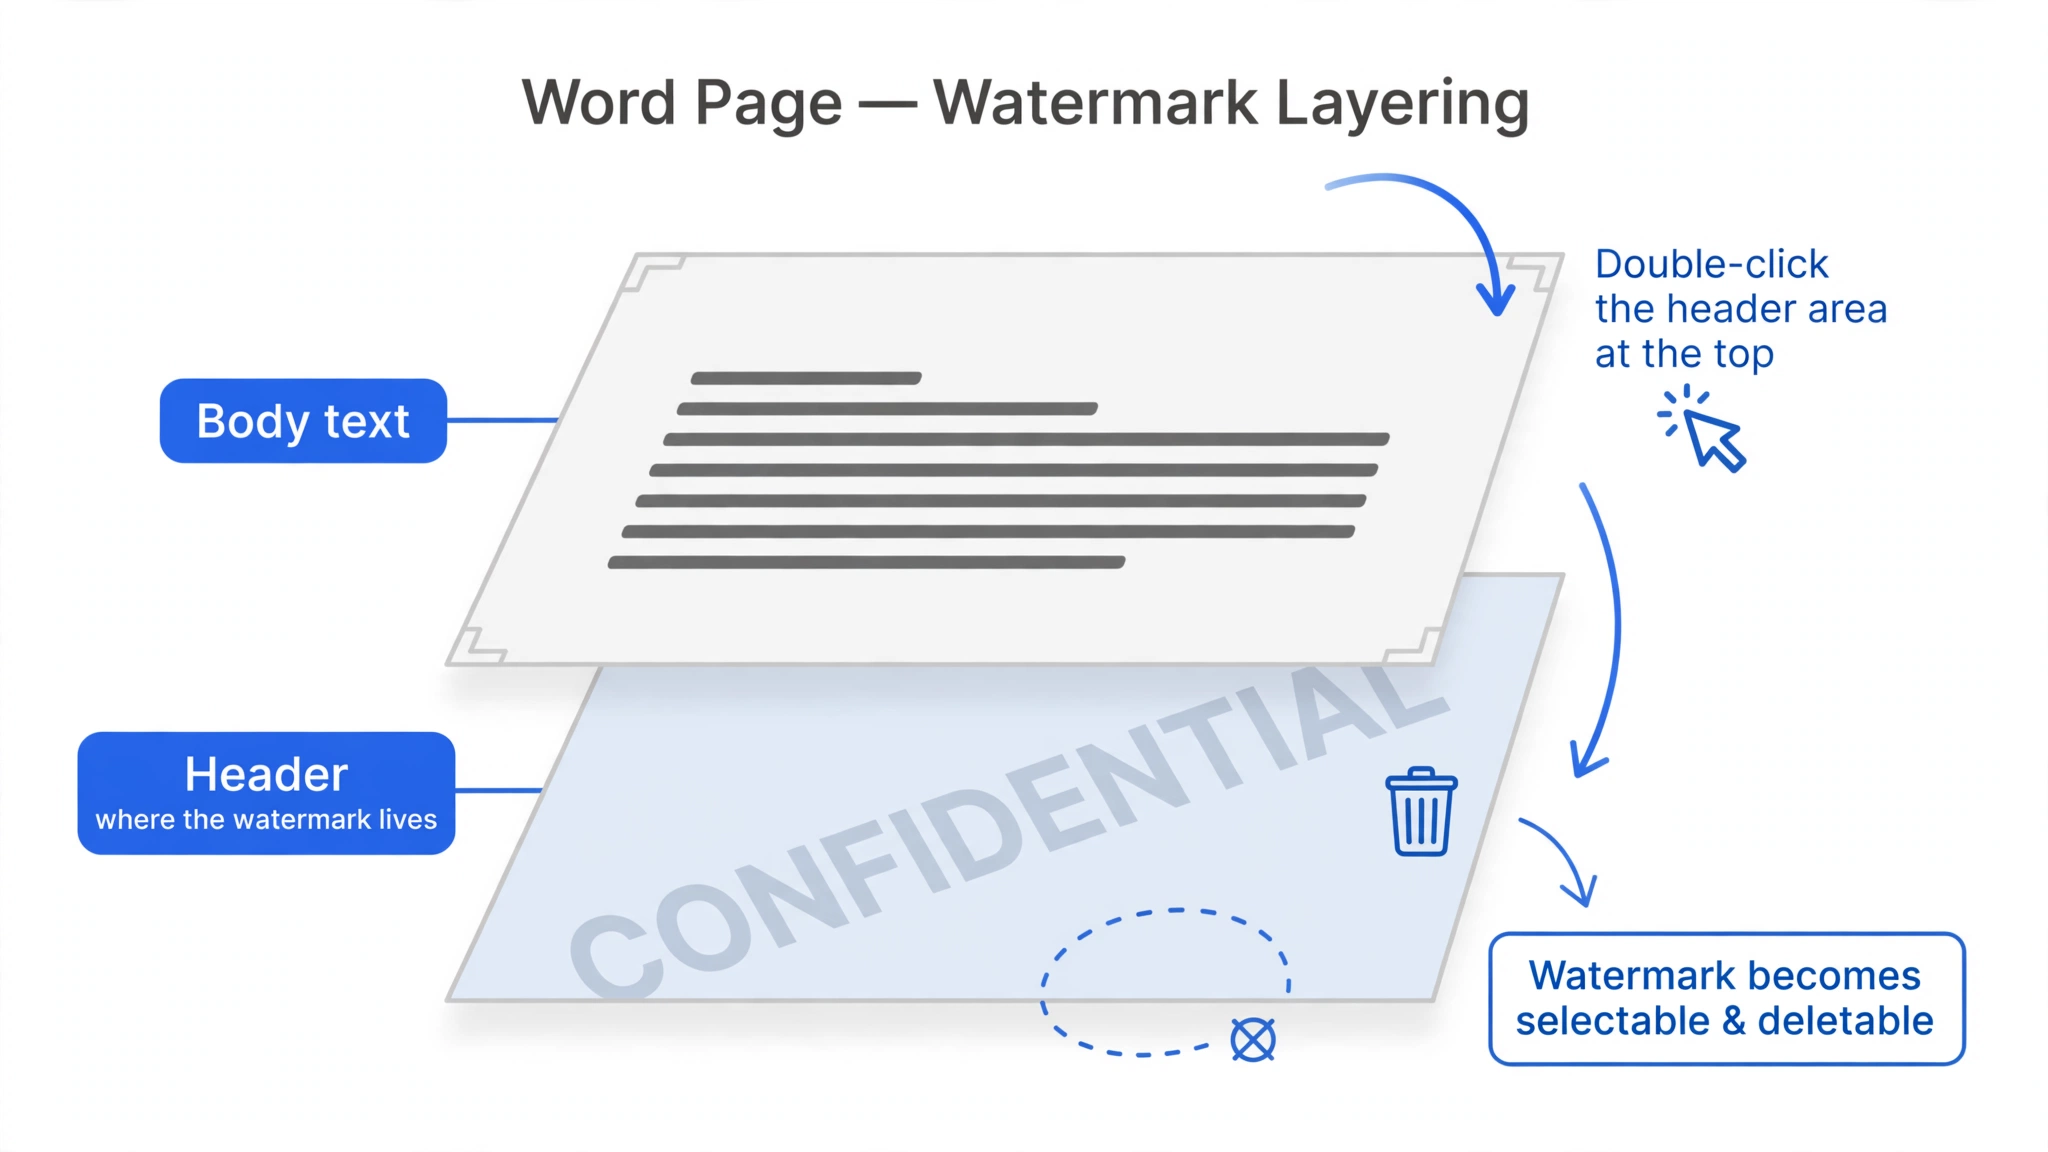 Word Page — Watermark Layering
Double-click
the header area
at the top
Body text
Header
where the watermark lives
CONFIDENTIAL
Watermark becomes
selectable & deletable